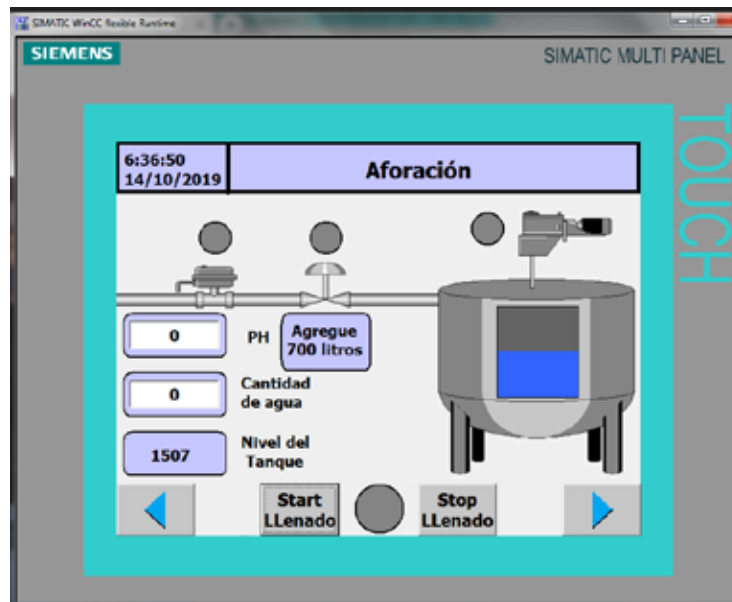 SIMATIC WinCC flexible Runtime
SIEMENS
SIMATIC MULTI PANEL
TOUCH
6:36:50
14/10/2019
Aforación
0
PH
Agregue
700 litros
0
Cantidad
de agua
1507
Nivel del
Tanque
Start
LLenado
Stop
LLenado